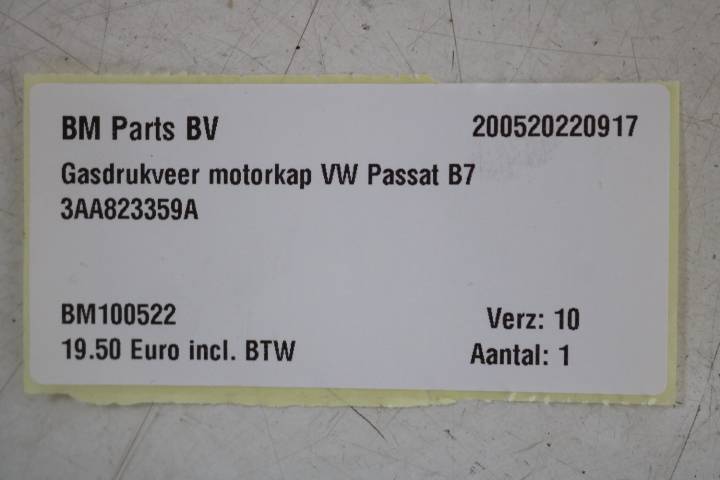 BM Parts BV 200520220917
Gasdrukveer motorkap VW Passat B7
3AA823359A
BM100522 Verz: 10
19.50 Euro incl. BTW Aantal: 1